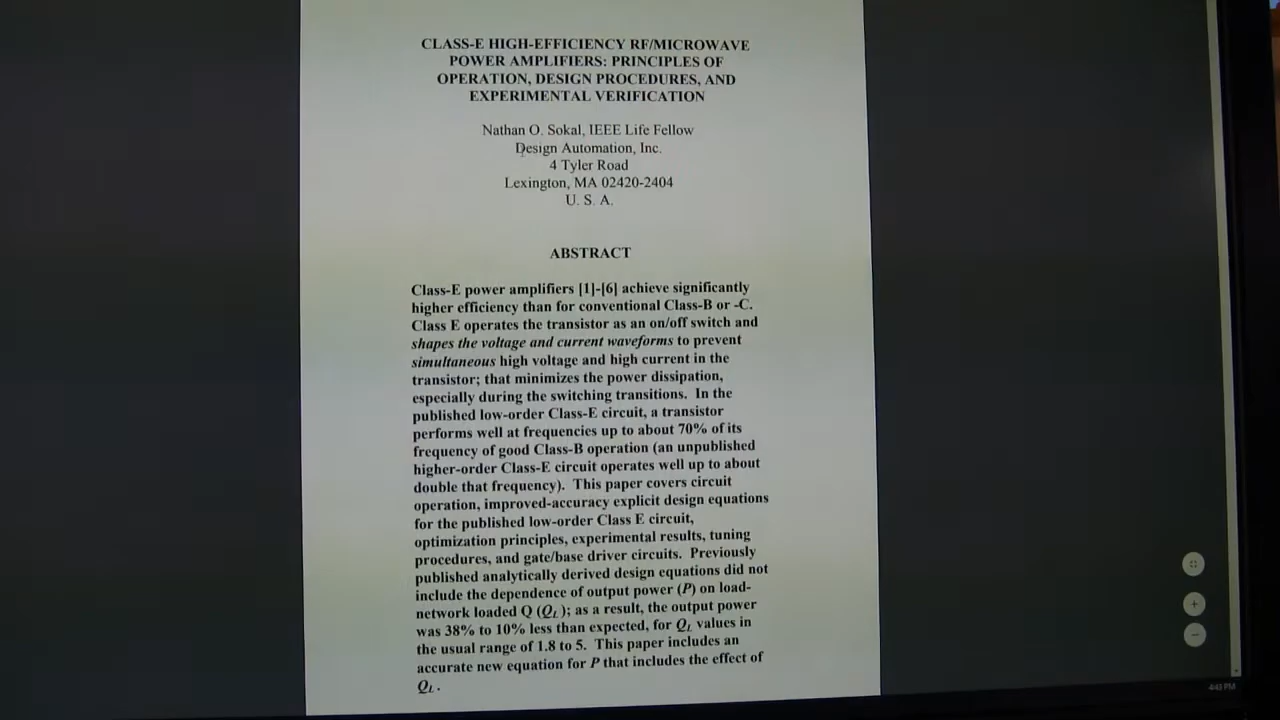 CLASS-E HIGH-EFFICIENCY RF/MICROWAVE
POWER AMPLIFIERS: PRINCIPLES OF
OPERATION, DESIGN PROCEDURES, AND
EXPERIMENTAL VERIFICATION
Nathan O. Sokal, IEEE Life Fellow
Design Automation, Inc.
4 Tyler Road
Lexington, MA 02420-2404
U. S. A.
ABSTRACT
Class-E power amplifiers [1]-[6] achieve significantly
higher efficiency than for conventional Class-B or -C.
Class E operates the transistor as an on/off switch and
shapes the voltage and current waveforms to prevent
simultaneous high voltage and high current in the
transistor; that minimizes the power dissipation,
especially during the switching transitions. In the
published low-order Class-E circuit, a transistor
performs well at frequencies up to about 70% of its
frequency of good Class-B operation (an unpublished
higher-order Class-E circuit operates well up to about
double that frequency). This paper covers circuit
operation, improved-accuracy explicit design equations
for the published low-order Class E circuit,
optimization principles, experimental results, tuning
procedures, and gate/base driver circuits. Previously
published analytically derived design equations did not
include the dependence of output power (P) on load-
network loaded Q (QL); as a result, the output power
was 38% to 10% less than expected, for QL values in
the usual range of 1.8 to 5. This paper includes an
accurate new equation for P that includes the effect of
QL.
4:43 PM